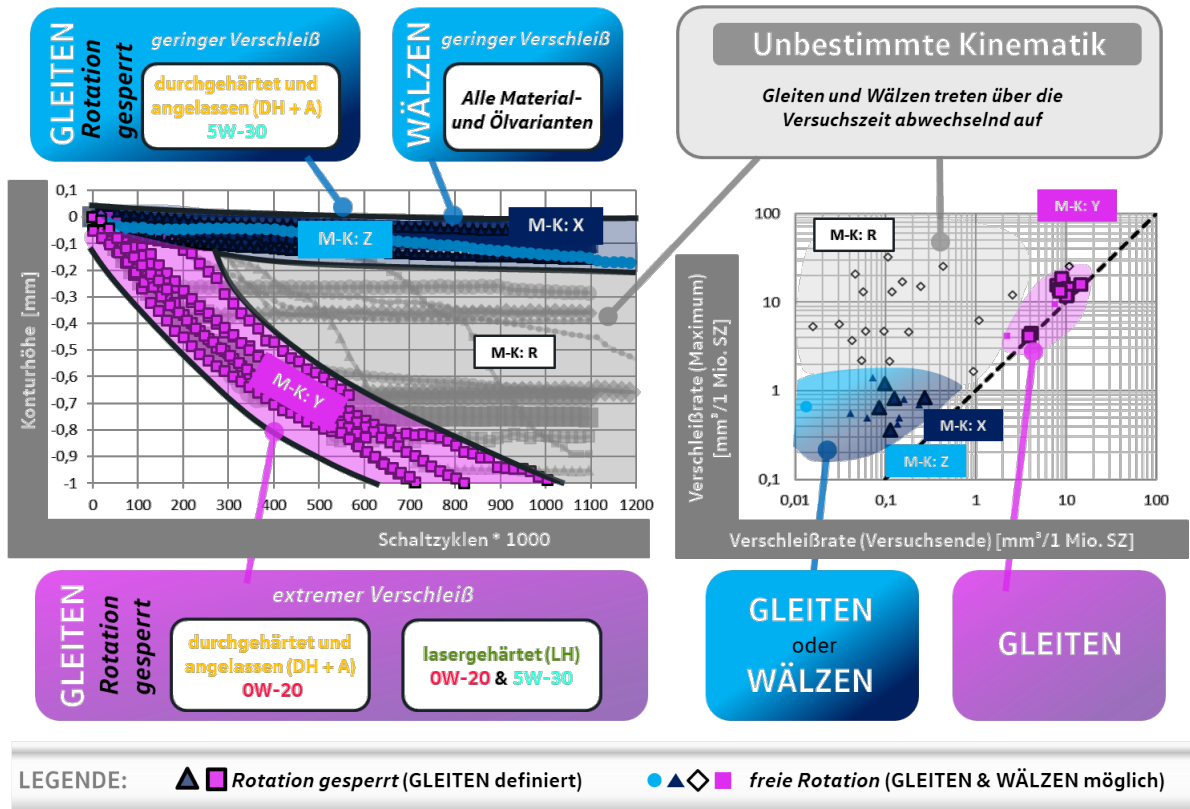 GLEITEN
Rotation
gesperrt
geringer Verschleiß
durchgehärtet und
angelassen (DH + A)
5W-30
WÄLZEN
geringer Verschleiß
Alle Material-
und Ölvarianten
Unbestimmte Kinematik
Gleiten und Wälzen treten über die
Versuchszeit abwechselnd auf
Konturhöhe [mm]
0,1
0
-0,1
-0,2
-0,3
-0,4
-0,5
-0,6
-0,7
-0,8
-0,9
-1
M-K: Z
M-K: X
M-K: R
M-K: Y
0 100 200 300 400 500 600 700 800 900 1000 1100 1200
Schaltzyklen * 1000
Verschleißrate (Maximum)
[mm³/1 Mio. SZ]
100
10
1
0,1
M-K: Y
M-K: R
M-K: X
M-K: Z
0,01 0,1 1 10 100
Verschleißrate (Versuchsende) [mm³/1 Mio. SZ]
GLEITEN
Rotation
gesperrt
extremer Verschleiß
durchgehärtet und
angelassen (DH + A)
0W-20
lasergehärtet (LH)
0W-20 & 5W-30
GLEITEN
oder
WÄLZEN
GLEITEN
LEGENDE: Rotation gesperrt (GLEITEN definiert) freie Rotation (GLEITEN & WÄLZEN möglich)